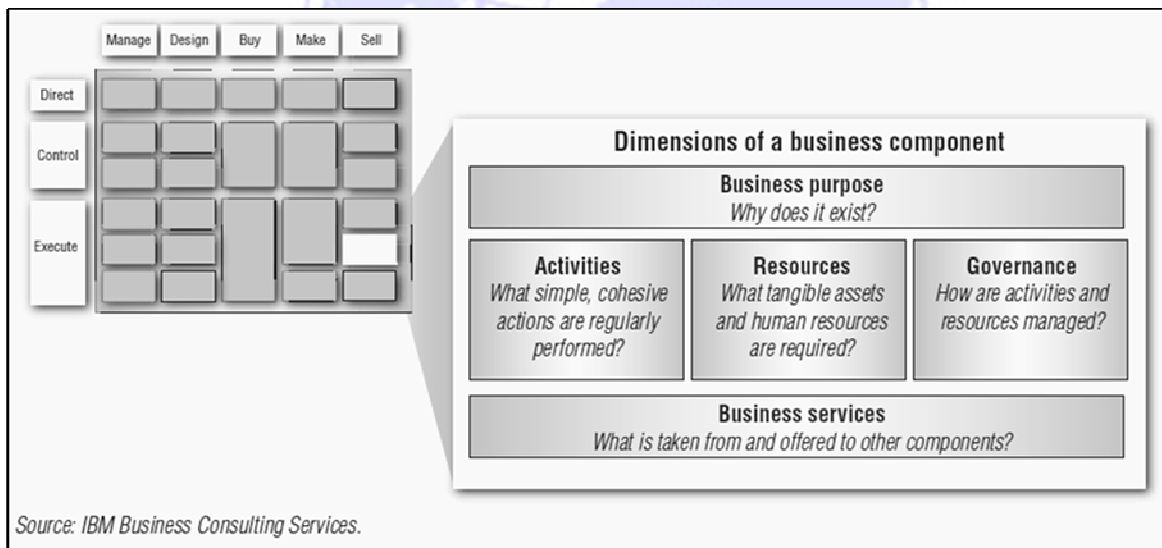 Manage Design Buy Make Sell
Direct
Control
Execute
Dimensions of a business component
Business purpose
Why does it exist?
Activities
What simple, cohesive
actions are regularly
performed?
Resources
What tangible assets
and human resources
are required?
Governance
How are activities and
resources managed?
Business services
What is taken from and offered to other components?
Source: IBM Business Consulting Services.